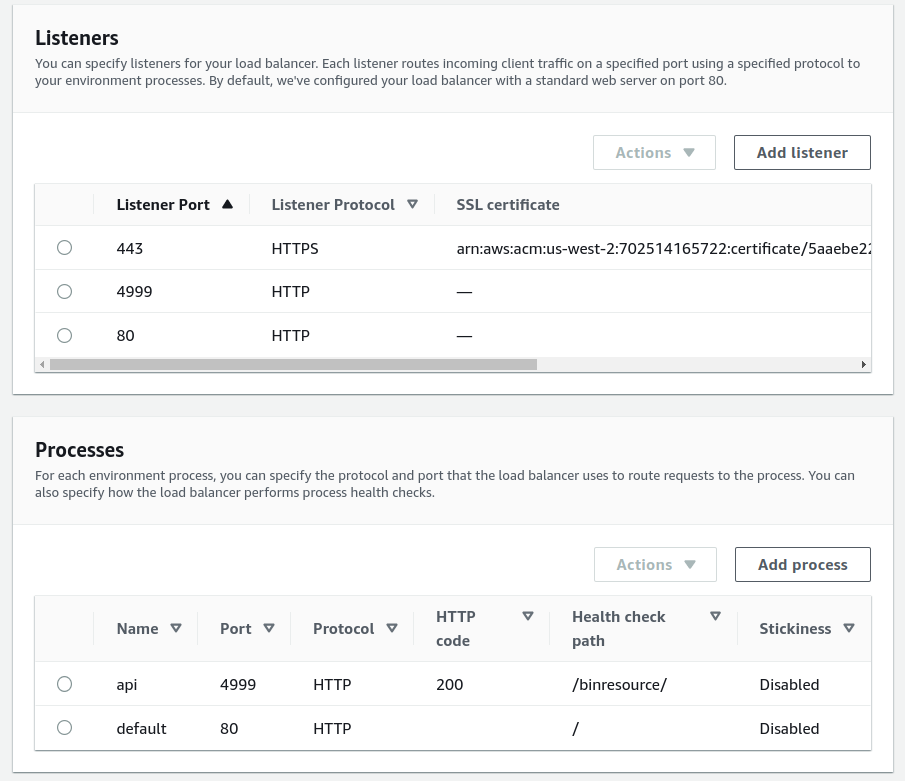 Listeners
You can specify listeners for your load balancer. Each listener routes incoming client traffic on a specified port using a specified protocol to
your environment processes. By default, we've configured your load balancer with a standard web server on port 80.
Actions Add listener
Listener Port Listener Protocol SSL certificate
443 HTTPS arn:aws:acm:us-west-2:702514165722:certificate/5aaebe22
4999 HTTP —
80 HTTP —
Processes
For each environment process, you can specify the protocol and port that the load balancer uses to route requests to the process. You can
also specify how the load balancer performs process health checks.
Actions Add process
Name Port Protocol HTTP code Health check path Stickiness
api 4999 HTTP 200 /binresource/ Disabled
default 80 HTTP / Disabled